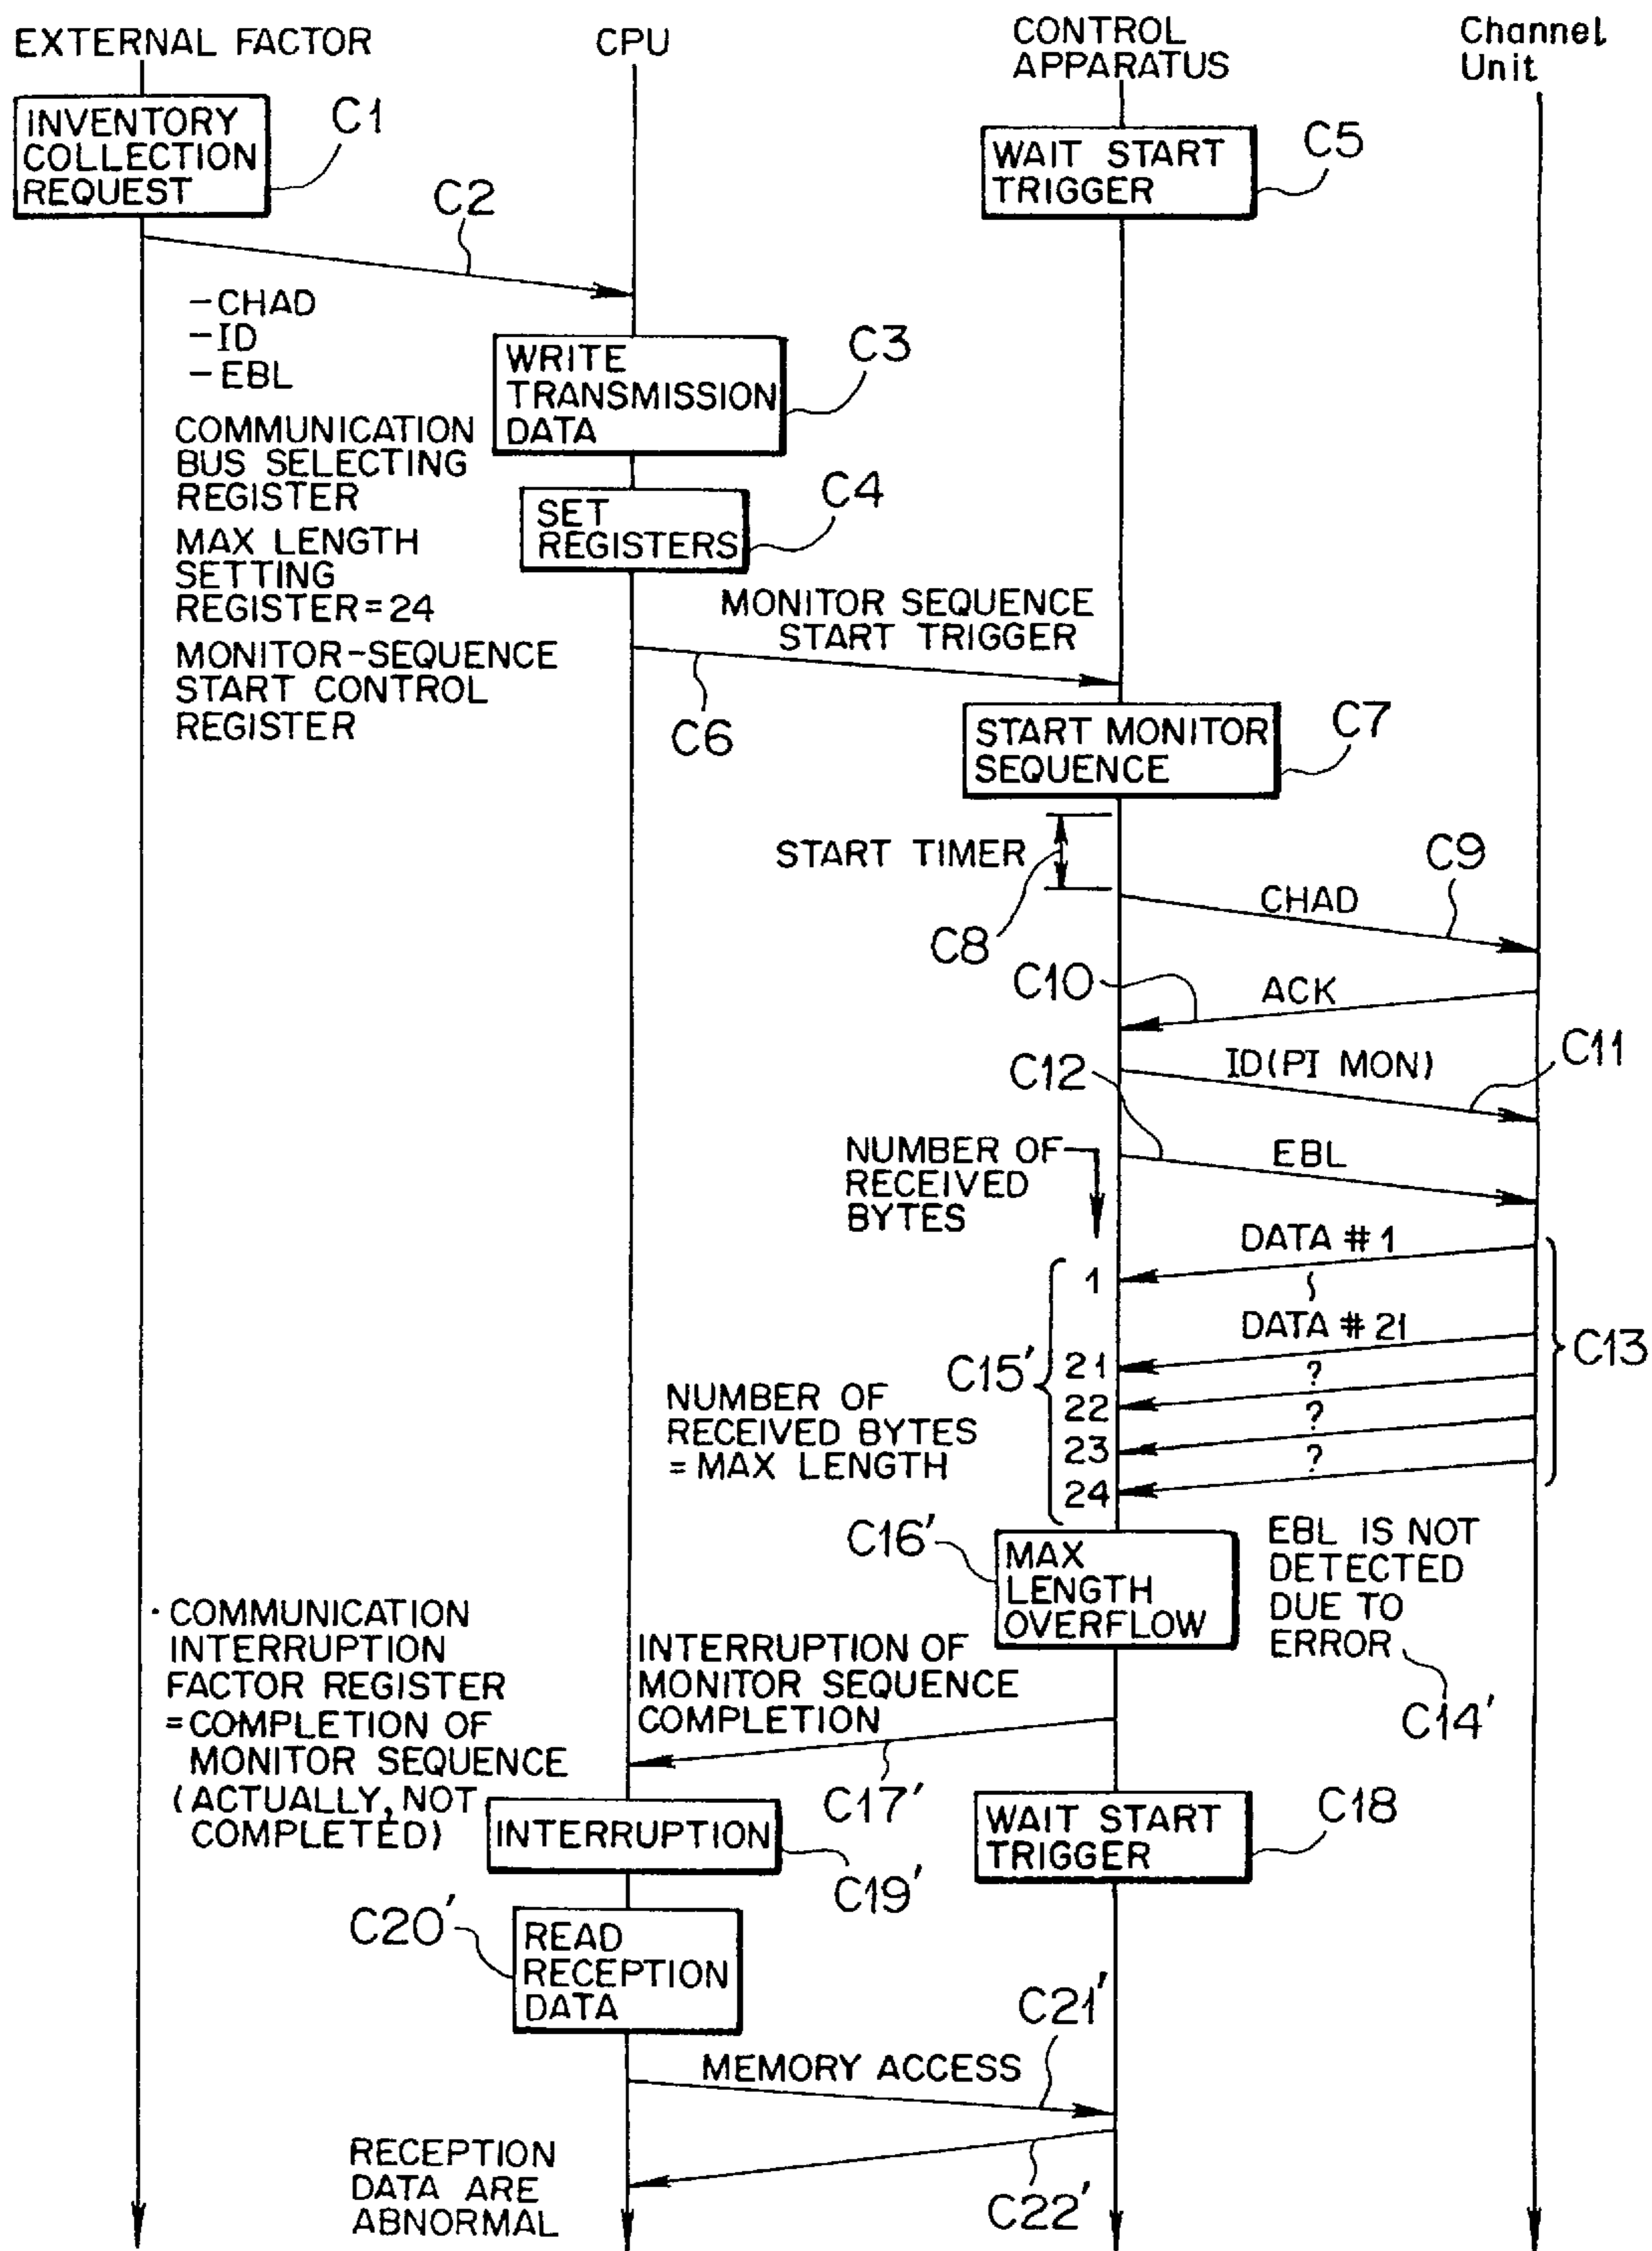 EXTERNAL FACTOR
CPU
CONTROL
APPARATUS
Channel
Unit
INVENTORY
COLLECTION
REQUEST
C1
WAIT START
TRIGGER
C5
C2
-CHAD
-ID
-EBL
WRITE
TRANSMISSION
DATA
C3
COMMUNICATION
BUS SELECTING
REGISTER
SET
REGISTERS
C4
MAX LENGTH
SETTING
REGISTER=24
MONITOR SEQUENCE
START TRIGGER
MONITOR-SEQUENCE
START CONTROL
REGISTER
C6
START MONITOR
SEQUENCE
C7
START TIMER
C8
CHAD
C9
C10
ACK
C12
ID(PI MON)
C11
NUMBER OF
RECEIVED
BYTES
EBL
DATA #1
1
DATA #21
C13
C15'
21
?
22
?
23
?
24
NUMBER OF
RECEIVED BYTES
=MAX LENGTH
C16'
MAX
LENGTH
OVERFLOW
EBL IS NOT
DETECTED
DUE TO
ERROR
C14'
·COMMUNICATION
INTERRUPTION
FACTOR REGISTER
=COMPLETION OF
MONITOR SEQUENCE
(ACTUALLY, NOT
COMPLETED)
INTERRUPTION OF
MONITOR SEQUENCE
COMPLETION
C17'
INTERRUPTION
C19'
WAIT START
TRIGGER
C18
C20'
READ
RECEPTION
DATA
C21'
MEMORY ACCESS
RECEPTION
DATA ARE
ABNORMAL
C22'